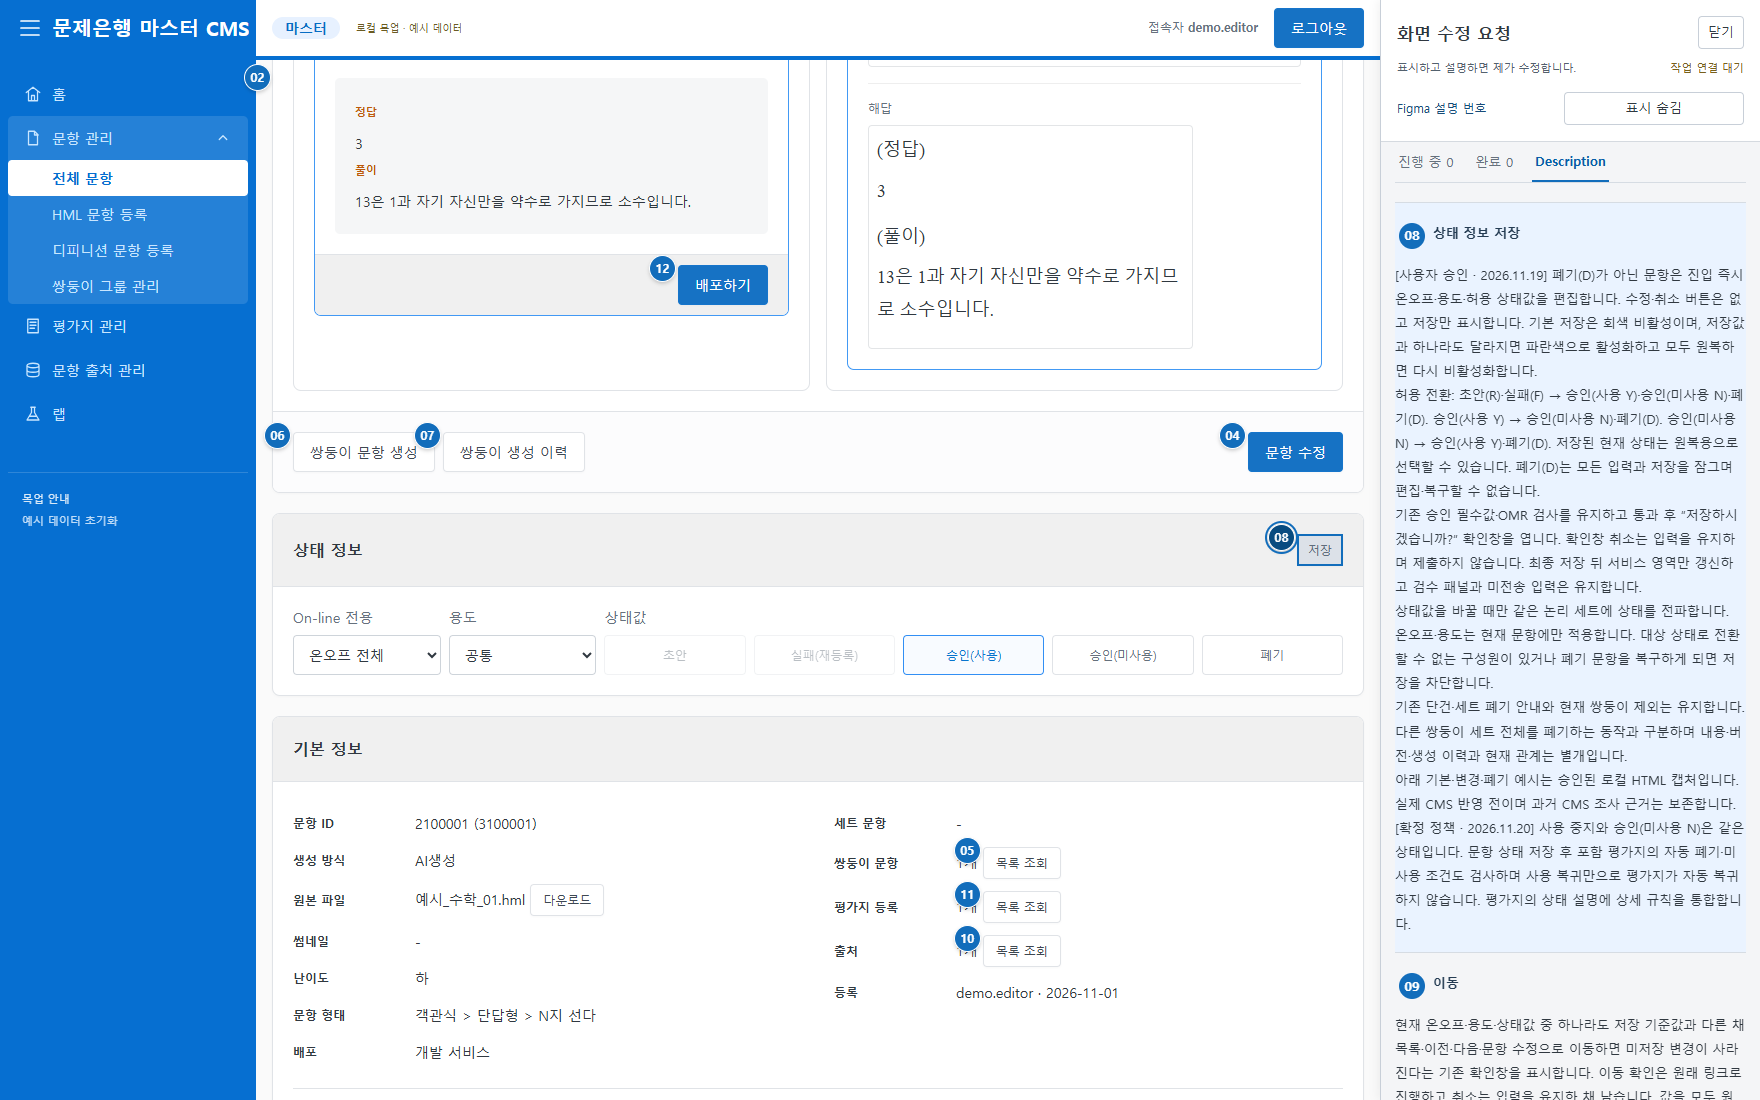 문제은행 마스터 CMS
홈
문항 관리
전체 문항
HML 문항 등록
디피니션 문항 등록
쌍둥이 그룹 관리
평가지 관리
문항 출처 관리
랩
목업 안내
예시 데이터 초기화
마스터
로컬 목업 · 예시 데이터
접속자 demo.editor
로그아웃
02
정답
3
풀이
13은 1과 자기 자신만을 약수로 가지므로 소수입니다.
12
배포하기
해답
(정답)
3
(풀이)
13은 1과 자기 자신만을 약수로 가지므
로 소수입니다.
06
쌍둥이 문항 생성
07
쌍둥이 생성 이력
04
문항 수정
상태 정보
08
저장
On-line 전용
용도
상태값
온오프 전체
공통
초안
실패(재등록)
승인(사용)
승인(미사용)
폐기
기본 정보
문항 ID
2100001 (3100001)
생성 방식
AI생성
원본 파일
예시_수학_01.hml
다운로드
썸네일
-
난이도
하
문항 형태
객관식 > 단답형 > N지 선다
배포
개발 서비스
세트 문항
-
쌍둥이 문항
05
목록 조회
평가지 등록
11
목록 조회
출처
10
목록 조회
등록
demo.editor · 2026-11-01
화면 수정 요청
닫기
표시하고 설명하면 제가 수정합니다.
작업 연결 대기
Figma 설명 번호
표시 숨김
진행 중 0
완료 0
Description
08
상태 정보 저장
[사용자 승인 · 2026.11.19] 폐기(D)가 아닌 문항은 진입 즉시
온오프·용도·허용 상태값을 편집합니다. 수정·취소 버튼은 없
고 저장만 표시합니다. 기본 저장은 회색 비활성이며, 저장값
과 하나라도 달라지면 파란색으로 활성화하고 모두 원복하
면 다시 비활성화합니다.
허용 전환: 초안(R)·실패(F) → 승인(사용 Y)·승인(미사용 N)·폐
기(D). 승인(사용 Y) → 승인(미사용 N)·폐기(D). 승인(미사용
N) → 승인(사용 Y)·폐기(D). 저장된 현재 상태는 원복용으로
선택할 수 있습니다. 폐기(D)는 모든 입력과 저장을 잠그며
편집·복구할 수 없습니다.
기존 승인 필수값·OMR 검사를 유지하고 통과 후 “저장하시
겠습니까?” 확인창을 엽니다. 확인창 취소는 입력을 유지하
며 제출하지 않습니다. 최종 저장 뒤 서비스 영역만 갱신하
고 검수 패널과 미전송 입력은 유지합니다.
상태값을 바꿀 때만 같은 논리 세트에 상태를 전파합니다.
온오프·용도는 현재 문항에만 적용합니다. 대상 상태로 전환
할 수 없는 구성원이 있거나 폐기 문항을 복구하게 되면 저
장을 차단합니다.
기존 단건·세트 폐기 안내와 현재 쌍둥이 제외는 유지합니다.
다른 쌍둥이 세트 전체를 폐기하는 동작과 구분하며 내용·버
전·생성 이력과 현재 관계는 별개입니다.
아래 기본·변경·폐기 예시는 승인된 로컬 HTML 캡처입니다.
실제 CMS 반영 전이며 과거 CMS 조사 근거는 보존합니다.
[확정 정책 · 2026.11.20] 사용 중지와 승인(미사용 N)은 같은
상태입니다. 문항 상태 저장 후 포함 평가지의 자동 폐기·미
사용 조건도 검사하며 사용 복귀만으로 평가지가 자동 복귀
하지 않습니다. 평가지의 상태 설명에 상세 규칙을 통합합니
다.
09
이동
현재 온오프·용도·상태값 중 하나라도 저장 기준값과 다른 채
목록·이전·다음·문항 수정으로 이동하면 미저장 변경이 사라
진다는 기존 확인창을 표시합니다. 이동 확인은 원래 링크로
진행하고 취소는 입력을 유지한 채 남습니다. 값을 모두 원